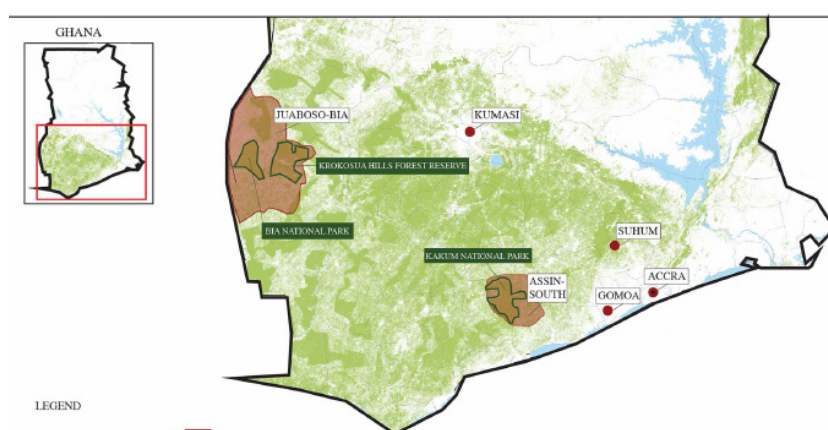 GHANA
JUABOSO-BIA
KUMASI
KROKOSUA HILLS FOREST RESERVE
BIA NATIONAL PARK
SUHUM
KAKUM NATIONAL PARK
ASSIN-
SOUTH
ACCRA
GOMOA
LEGEND